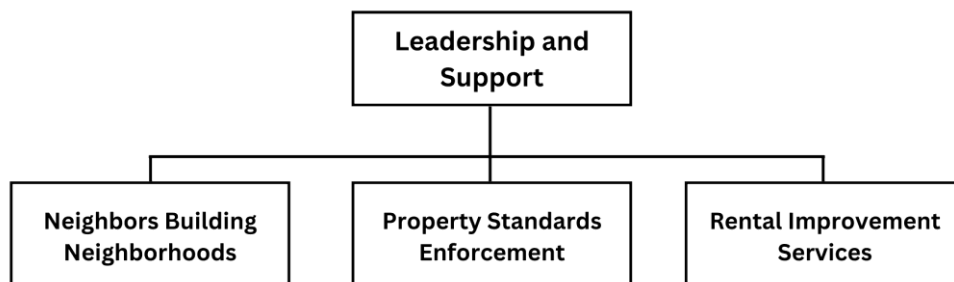 Leadership and
Support
Neighbors Building
Neighborhoods
Property Standards
Enforcement
Rental Improvement
Services